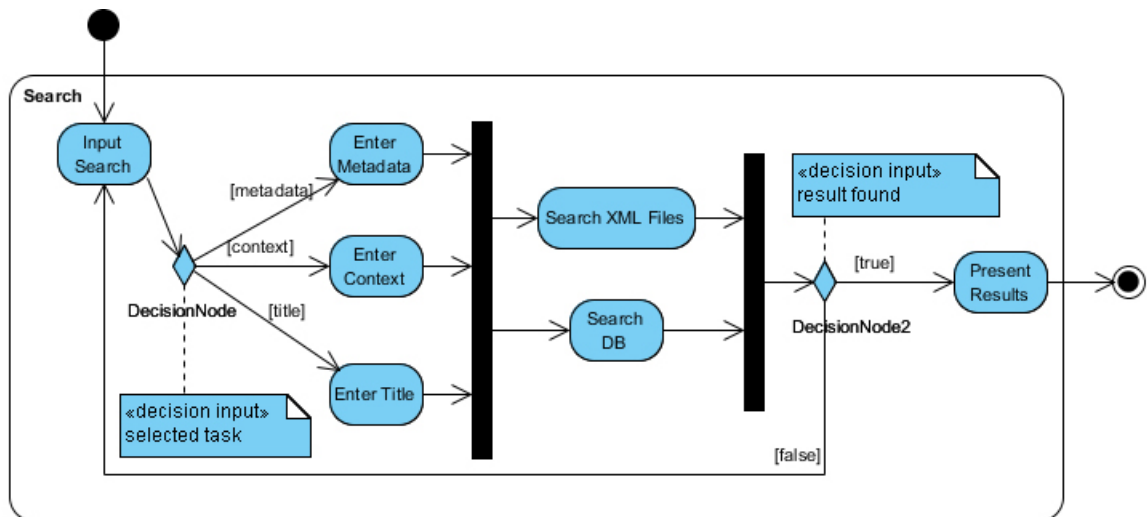 Search
Input
Search
Enter
Metadata
[metadata]
[context]
Enter
Context
DecisionNode
[title]
Enter Title
«decision input»
selected task
Search XML Files
Search
DB
«decision input»
result found
[true]
DecisionNode2
Present
Results
[false]